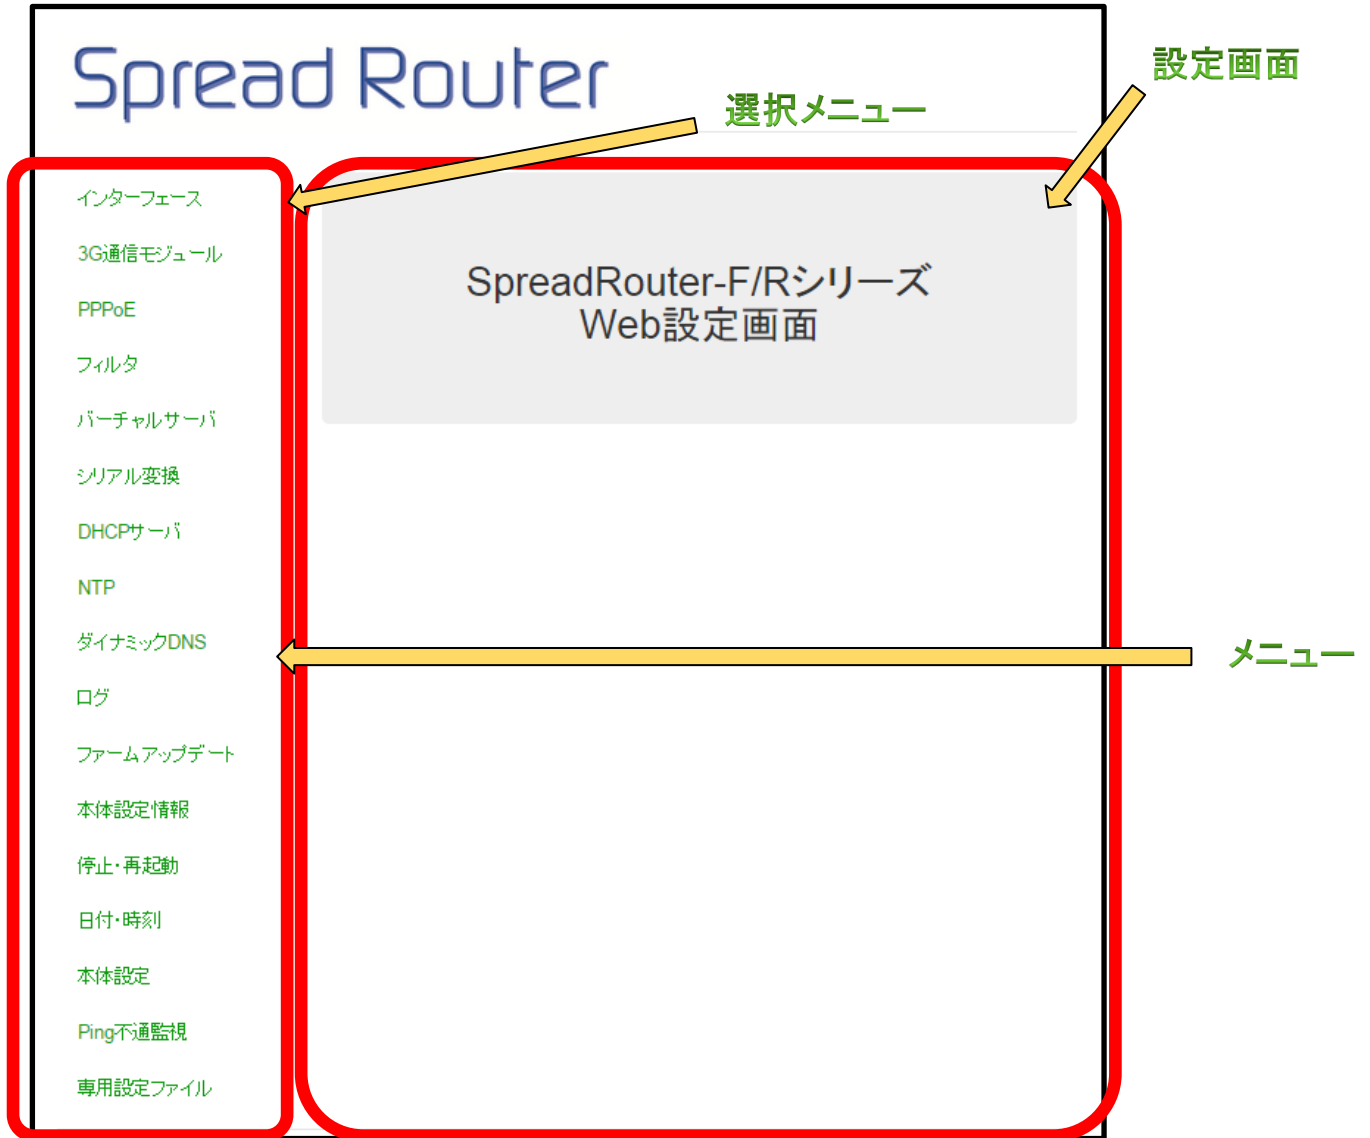 Spread Router
設定画面
選択メニュー
インターフェース
3G通信モジュール
PPPoE
フィルタ
バーチャルサーバ
シリアル変換
DHCPサーバ
NTP
ダイナミックDNS
ログ
ファームアップデート
本体設定情報
停止・再起動
日付・時刻
本体設定
Ping不通監視
専用設定ファイル
SpreadRouter-F/Rシリーズ
Web設定画面
メニュー